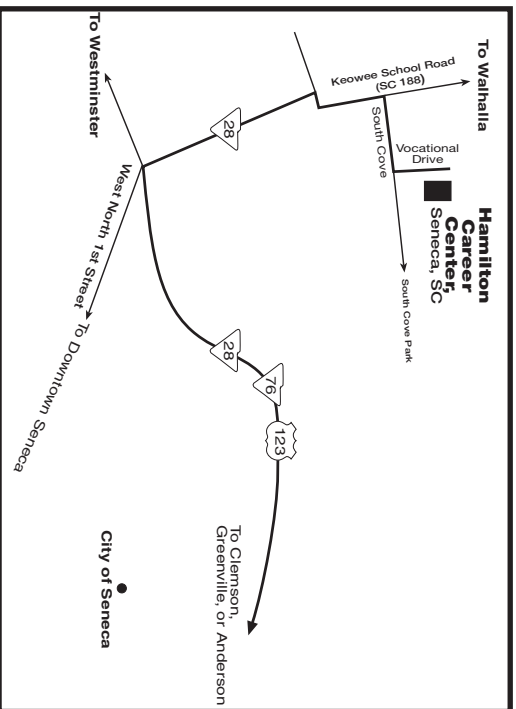 To Walhalla
Keowee School Road
(SC 188)
Vocational
Drive
Hamilton
Career
Center,
Seneca, SC
South Cove
South Cove Park
28
To Westminster
West North 1st Street
To Downtown Seneca
28
76
123
To Clemson,
Greenville, or Anderson
City of Seneca